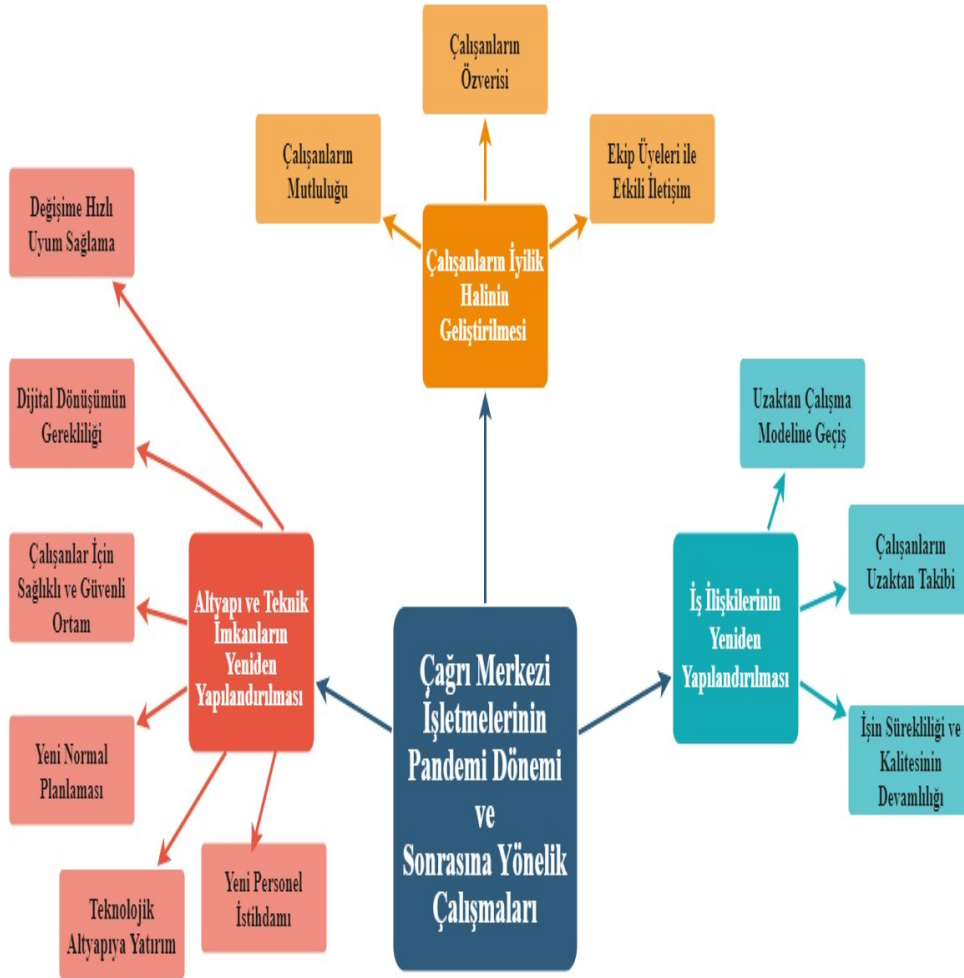 Çalışanların
Özverisi
Çalışanların
Mutluluğu
Ekip Üyeleri ile
Etkili İletişim
Çalışanların İyilik
Halinin
Geliştirilmesi
Değişime Hızlı
Uyum Sağlama
Dijital Dönüşümün
Gerekliliği
Çalışanlar İçin
Sağlıklı ve Güvenli
Ortam
Yeni Normal
Planlaması
Teknolojik
Altyapıya Yatırım
Yeni Personel
İstihdamı
Altyapı ve Teknik
İmkanların
Yeniden
Yapılandırılması
Çağrı Merkezi
İşletmelerinin
Pandemi Dönemi
ve
Sonrasına Yönelik
Çalışmaları
İş İlişkilerinin
Yeniden
Yapılandırılması
Uzaktan Çalışma
Modeline Geçiş
Çalışanların
Uzaktan Takibi
İşin Sürekliliği ve
Kalitesinin
Devamlılığı